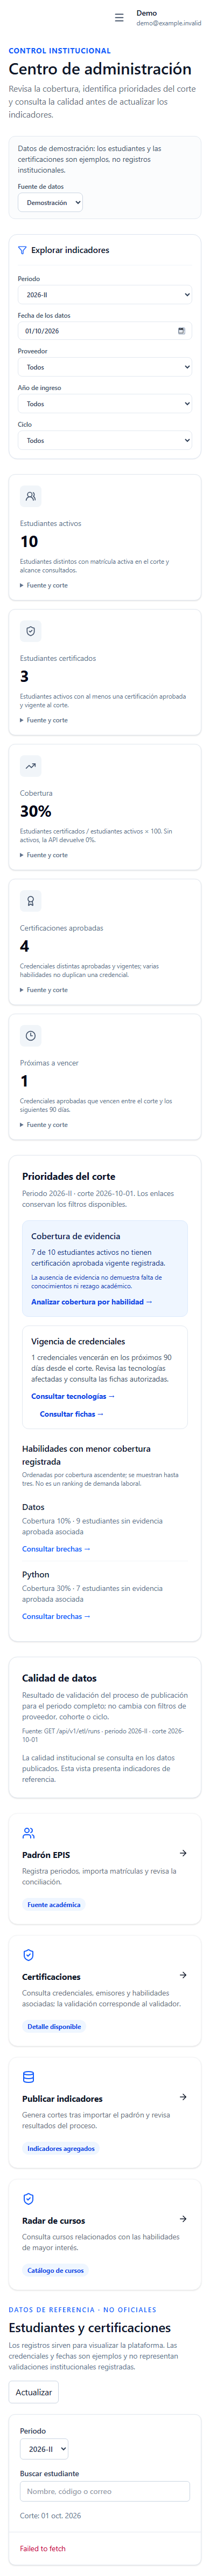 Demo
demo@example.invalid
CONTROL INSTITUCIONAL
Centro de administración
Revisa la cobertura, identifica prioridades del corte
y consulta la calidad antes de actualizar los
indicadores.
Datos de demostración: los estudiantes y las
certificaciones son ejemplos, no registros
institucionales.
Fuente de datos
Demostración
Explorar indicadores
Periodo
2026-II
Fecha de los datos
01/10/2026
Proveedor
Todos
Año de ingreso
Todos
Ciclo
Todos
Estudiantes activos
10
Estudiantes distintos con matrícula activa en el corte y
alcance consultados.
Fuente y corte
Estudiantes certificados
3
Estudiantes activos con al menos una certificación aprobada
y vigente al corte.
Fuente y corte
Cobertura
30%
Estudiantes certificados / estudiantes activos × 100. Sin
activos, la API devuelve 0%.
Fuente y corte
Certificaciones aprobadas
4
Credenciales distintas aprobadas y vigentes; varias
habilidades no duplican una credencial.
Fuente y corte
Próximas a vencer
1
Credenciales aprobadas que vencen entre el corte y los
siguientes 90 días.
Fuente y corte
Prioridades del corte
Periodo 2026-II · corte 2026-10-01. Los enlaces
conservan los filtros disponibles.
Cobertura de evidencia
7 de 10 estudiantes activos no tienen
certificación aprobada vigente registrada.
La ausencia de evidencia no demuestra falta de
conocimientos ni rezago académico.
Analizar cobertura por habilidad →
Vigencia de credenciales
1 credenciales vencerán en los próximos 90
días desde el corte. Revisa las tecnologías
afectadas y consulta las fichas autorizadas.
Consultar tecnologías →
Consultar fichas →
Habilidades con menor cobertura
registrada
Ordenadas por cobertura ascendente; se muestran hasta
tres. No es un ranking de demanda laboral.
Datos
Cobertura 10% · 9 estudiantes sin evidencia
aprobada asociada
Consultar brechas →
Python
Cobertura 30% · 7 estudiantes sin evidencia
aprobada asociada
Consultar brechas →
Calidad de datos
Resultado de validación del proceso de publicación
para el periodo completo; no cambia con filtros de
proveedor, cohorte o ciclo.
Fuente: GET /api/v1/etl/runs · periodo 2026-II · corte 2026-
10-01
La calidad institucional se consulta en los datos
publicados. Esta vista presenta indicadores de
referencia.
Padrón EPIS
Registra periodos, importa matrículas y revisa la
conciliación.
Fuente académica
Certificaciones
Consulta credenciales, emisores y habilidades
asociadas; la validación corresponde al validador.
Detalle disponible
Publicar indicadores
Genera cortes tras importar el padrón y revisa
resultados del proceso.
Indicadores agregados
Radar de cursos
Consulta cursos relacionados con las habilidades
de mayor interés.
Catálogo de cursos
DATOS DE REFERENCIA · NO OFICIALES
Estudiantes y certificaciones
Los registros sirven para visualizar la plataforma. Las
credenciales y fechas son ejemplos y no representan
validaciones institucionales registradas.
Actualizar
Periodo
2026-II
Buscar estudiante
Nombre, código o correo
Corte: 01 oct. 2026
Failed to fetch